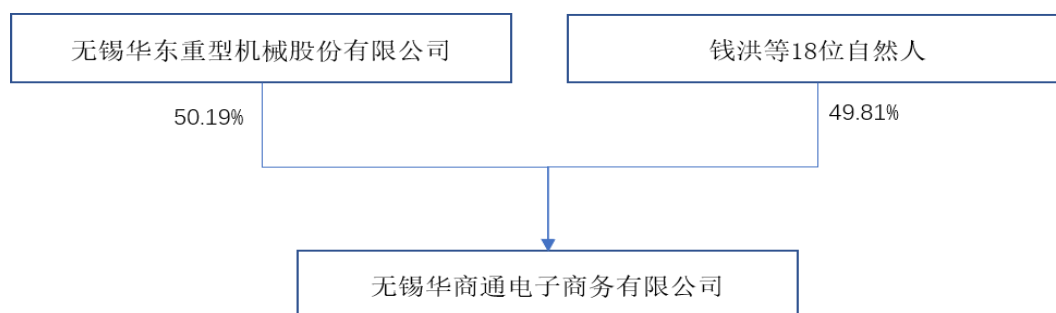 无锡华东重型机械股份有限公司
钱洪等18位自然人
50.19%
49.81%
无锡华商通电子商务有限公司